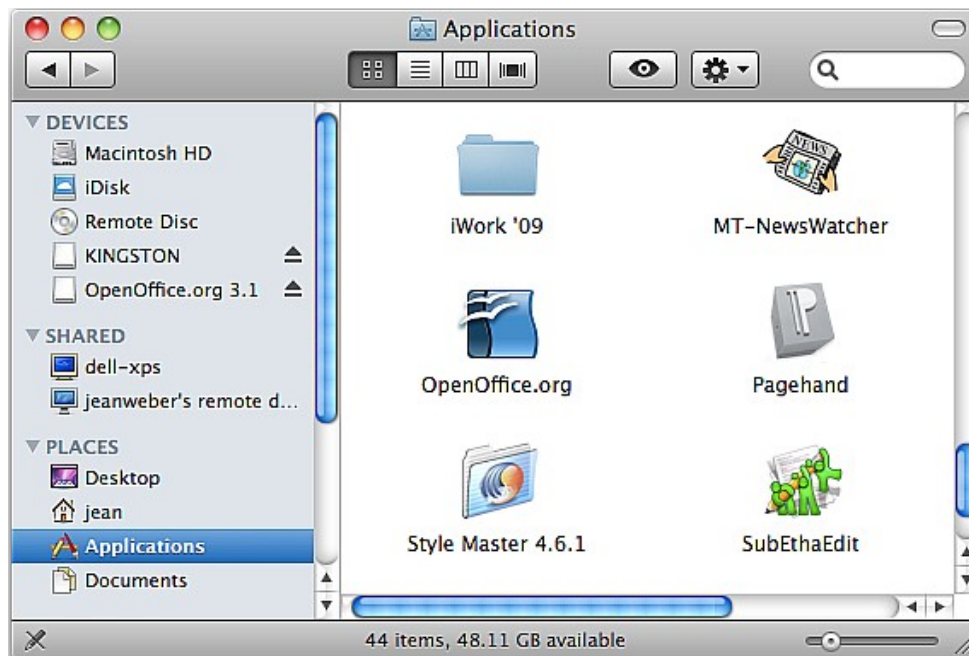 Applications
DEVICES
Macintosh HD
iDisk
Remote Disc
KINGSTON
OpenOffice.org 3.1
SHARED
dell-xps
jeanweber's remote d...
PLACES
Desktop
jean
Applications
Documents
NEWS
iWork '09
MT-NewsWatcher
OpenOffice.org
Pagehand
Style Master 4.6.1
SubEthaEdit
44 items, 48.11 GB available